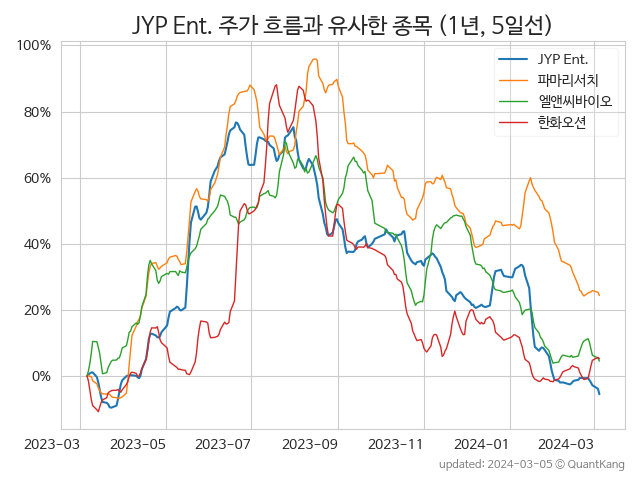 JYP Ent. 주가 흐름과 유사한 종목 (1년, 5일선)
100%
80%
60%
40%
20%
0%
JYP Ent.
파마리서치
엘앤씨바이오
한화오션
2023-03
2023-05
2023-07
2023-09
2023-11
2024-01
2024-03
updated: 2024-03-05 © QuantKang